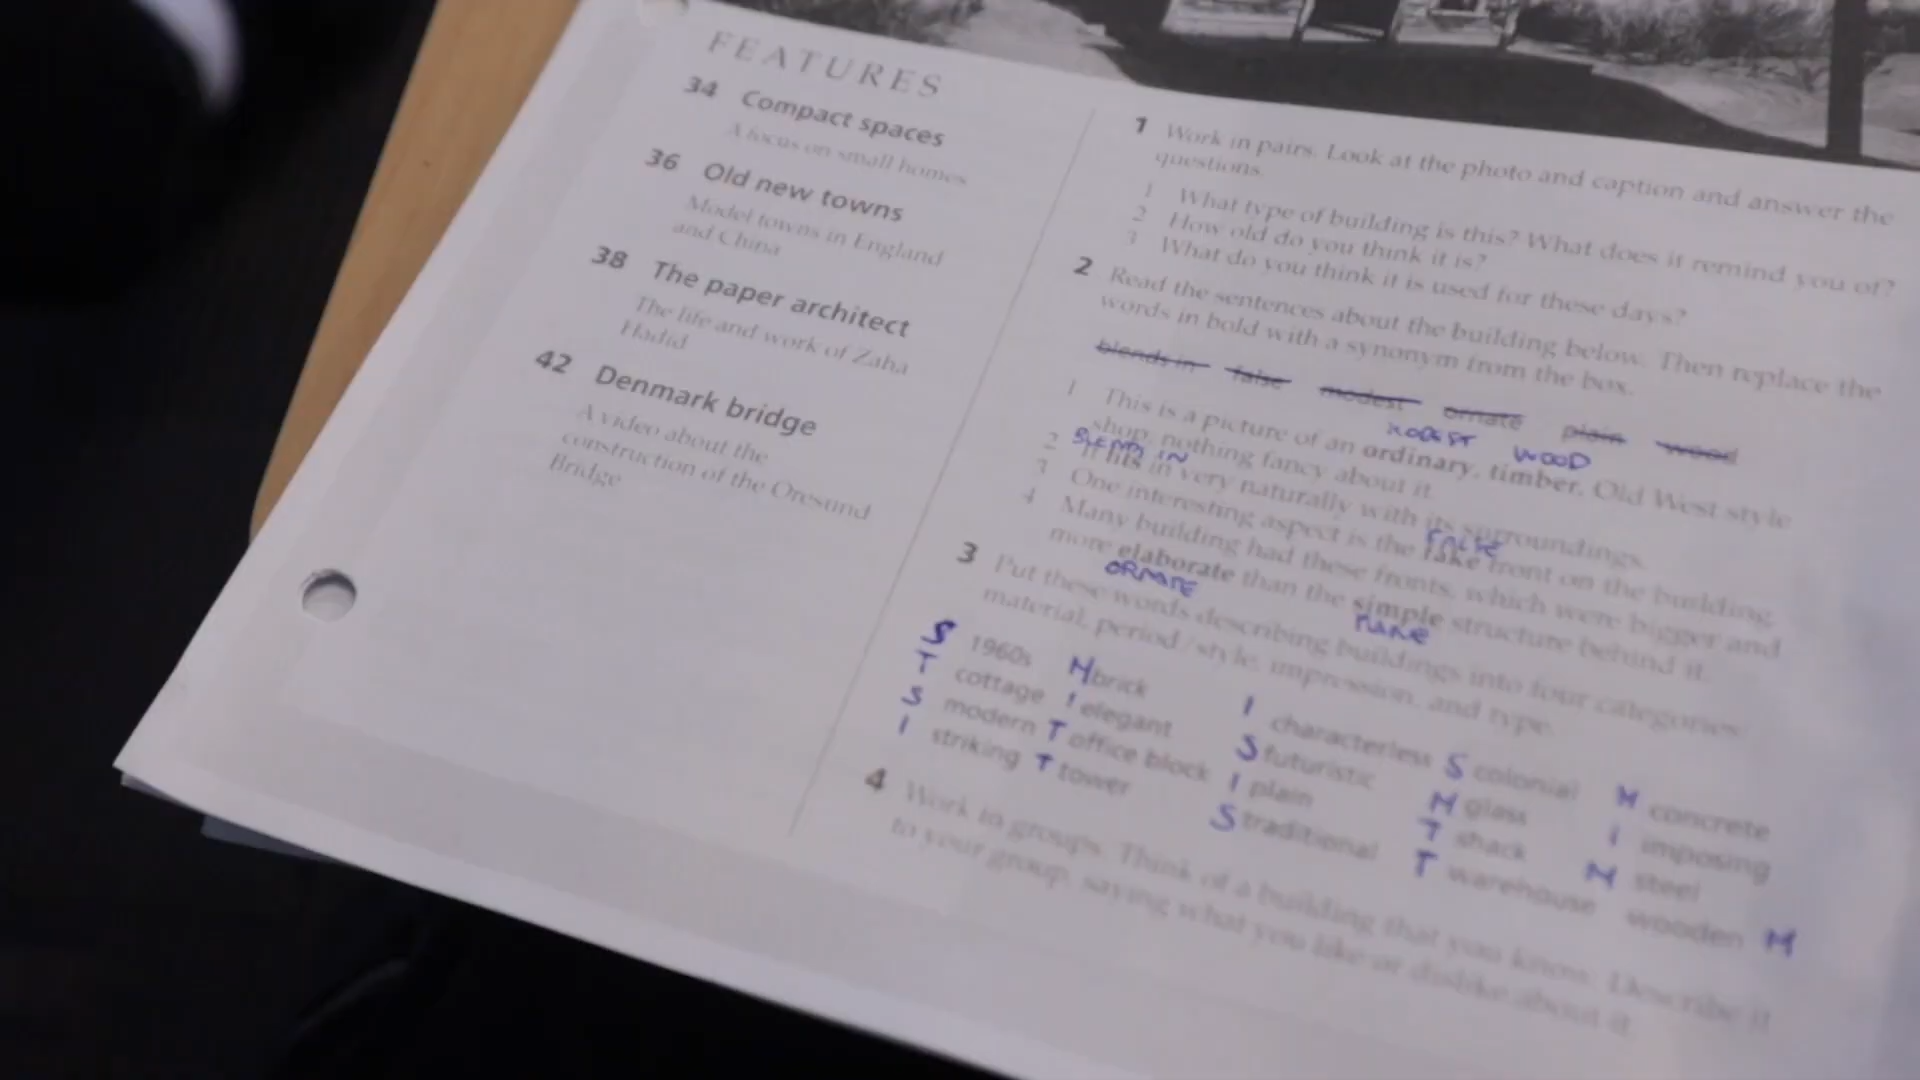 FEATURES
34 Compact spaces
A focus on small homes
36 Old new towns
Model towns in England
and China
38 The paper architect
The life and work of Zaha
Hadid
42 Denmark bridge
A video about the
construction of the Oresund
Bridge
1 Work in pairs. Look at the photo and caption and answer the
questions.
1 What type of building is this? What does it remind you of?
2 How old do you think it is?
3 What do you think it is used for these days?
2 Read the sentences about the building below. Then replace the
words in bold with a synonym from the box.
blends in false modest ornate plain wood
1 This is a picture of an ordinary, timber, Old West style
MODEST WOOD
shop, nothing fancy about it.
BLENDS IN
2 It fits in very naturally with its surroundings.
FALSE
3 One interesting aspect is the fake front on the building.
4 Many building had these fronts, which were bigger and
more elaborate than the simple structure behind it.
ORNATE
3 Put these words describing buildings into four categories:
material, period / style, impression, and type.
S 1960s M brick I characterless S colonial M concrete
T cottage I elegant S futuristic M glass I imposing
S modern T office block I plain T shack M steel
I striking T tower S traditional T warehouse wooden M
4 Work in groups. Think of a building that you know. Describe it
to your group, saying what you like or dislike about it.